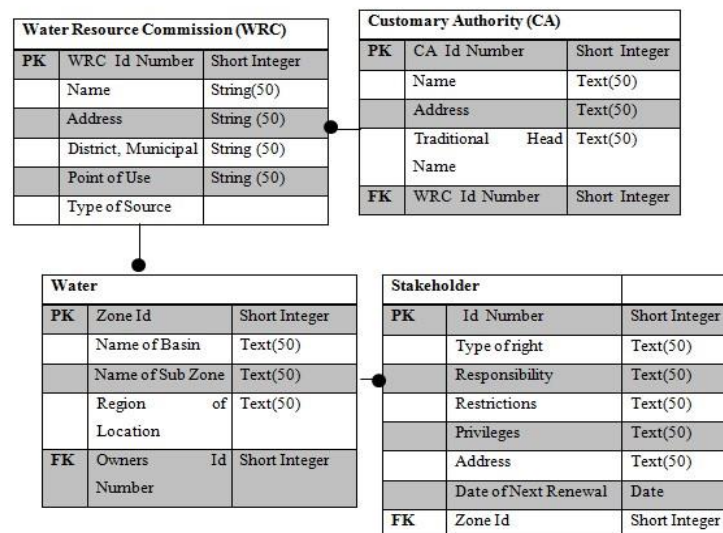 Water Resource Commission (WRC)
PK WRC Id Number Short Integer
Name String(50)
Address String (50)
District, Municipal String (50)
Point of Use String (50)
Type of Source
Customary Authority (CA)
PK CA Id Number Short Integer
Name Text(50)
Address Text(50)
Traditional Head Text(50)
Name
FK WRC Id Number Short Integer
Water
PK Zone Id Short Integer
Name of Basin Text(50)
Name of Sub Zone Text(50)
Region of Text(50)
Location
FK Owners Id Short Integer
Number
Stakeholder
PK Id Number Short Integer
Type of right Text(50)
Responsibility Text(50)
Restrictions Text(50)
Privileges Text(50)
Address Text(50)
Date of Next Renewal Date
FK Zone Id Short Integer